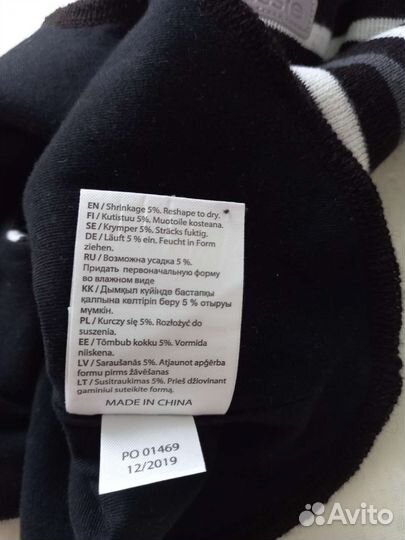 EN / Shrinkage 5%. Reshape to dry.
FI / Kutistuu 5%. Muotoile kosteana.
SE / Krymper 5%. Sträcks fuktig.
DE / Läuft 5 % ein. Feucht in Form
ziehen.
RU / Возможна усадка 5 %.
Придать первоначальную форму
во влажном виде
KK / Дымқыл күйінде бастапқы
қалпына келтіріп беру 5 % отыруы
мүмкін.
PL / Kurczy się 5%. Rozłożyć do
suszenia.
EE / Tõmbub kokku 5%. Vormida
niiskena.
LV / Saraušanās 5%. Atjaunot apģērba
formu pirms žāvēšanas
LT / Susitraukimas 5%. Prieš džiovinant
gaminiui suteikite formą.
MADE IN CHINA
PO 01469
12/2019
Avito